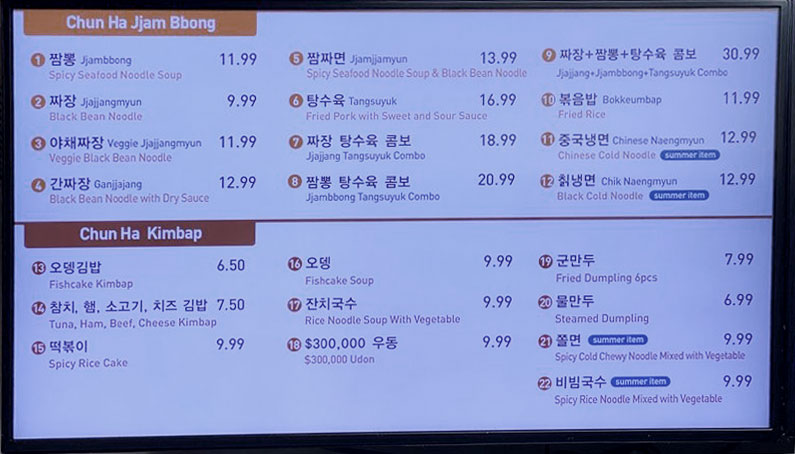 Chun Ha Jjam Bbong
1 짬뽕 Jjambbong 11.99
Spicy Seafood Noodle Soup
2 짜장 Jjajjangmyun 9.99
Black Bean Noodle
3 야채짜장 Veggie Jjajjangmyun 11.99
Veggie Black Bean Noodle
4 간짜장 Ganjjajang 12.99
Black Bean Noodle with Dry Sauce
5 짬짜면 Jjamjjamyun 13.99
Spicy Seafood Noodle Soup & Black Bean Noodle
6 탕수육 Tangsuyuk 16.99
Fried Pork with Sweet and Sour Sauce
7 짜장 탕수육 콤보 18.99
Jjajjang Tangsuyuk Combo
8 짬뽕 탕수육 콤보 20.99
Jjambbong Tangsuyuk Combo
9 짜장+짬뽕+탕수육 콤보 30.99
Jjajjang+Jjambbong+Tangsuyuk Combo
10 볶음밥 Bokkeumbap 11.99
Fried Rice
11 중국냉면 Chinese Naengmyun 12.99
Chinese Cold Noodle summer item
12 칡냉면 Chik Naengmyun 12.99
Black Cold Noodle summer item
Chun Ha Kimbap
13 오뎅김밥 6.50
Fishcake Kimbap
14 참치, 햄, 소고기, 치즈 김밥 7.50
Tuna, Ham, Beef, Cheese Kimbap
15 떡볶이 9.99
Spicy Rice Cake
16 오뎅 9.99
Fishcake Soup
17 잔치국수 9.99
Rice Noodle Soup With Vegetable
18 $300,000 우동 9.99
$300,000 Udon
19 군만두 7.99
Fried Dumpling 6pcs
20 물만두 6.99
Steamed Dumpling
21 쫄면 summer item 9.99
Spicy Cold Chewy Noodle Mixed with Vegetable
22 비빔국수 summer item 9.99
Spicy Rice Noodle Mixed with Vegetable